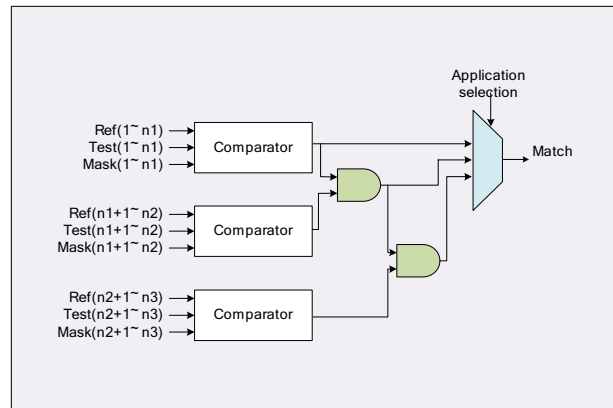 Application
selection
Ref(1~ n1)
Test(1~ n1)
Mask(1~ n1)
Comparator
Match
Ref(n1+1~ n2)
Test(n1+1~ n2)
Mask(n1+1~ n2)
Comparator
Ref(n2+1~ n3)
Test(n2+1~ n3)
Mask(n2+1~ n3)
Comparator